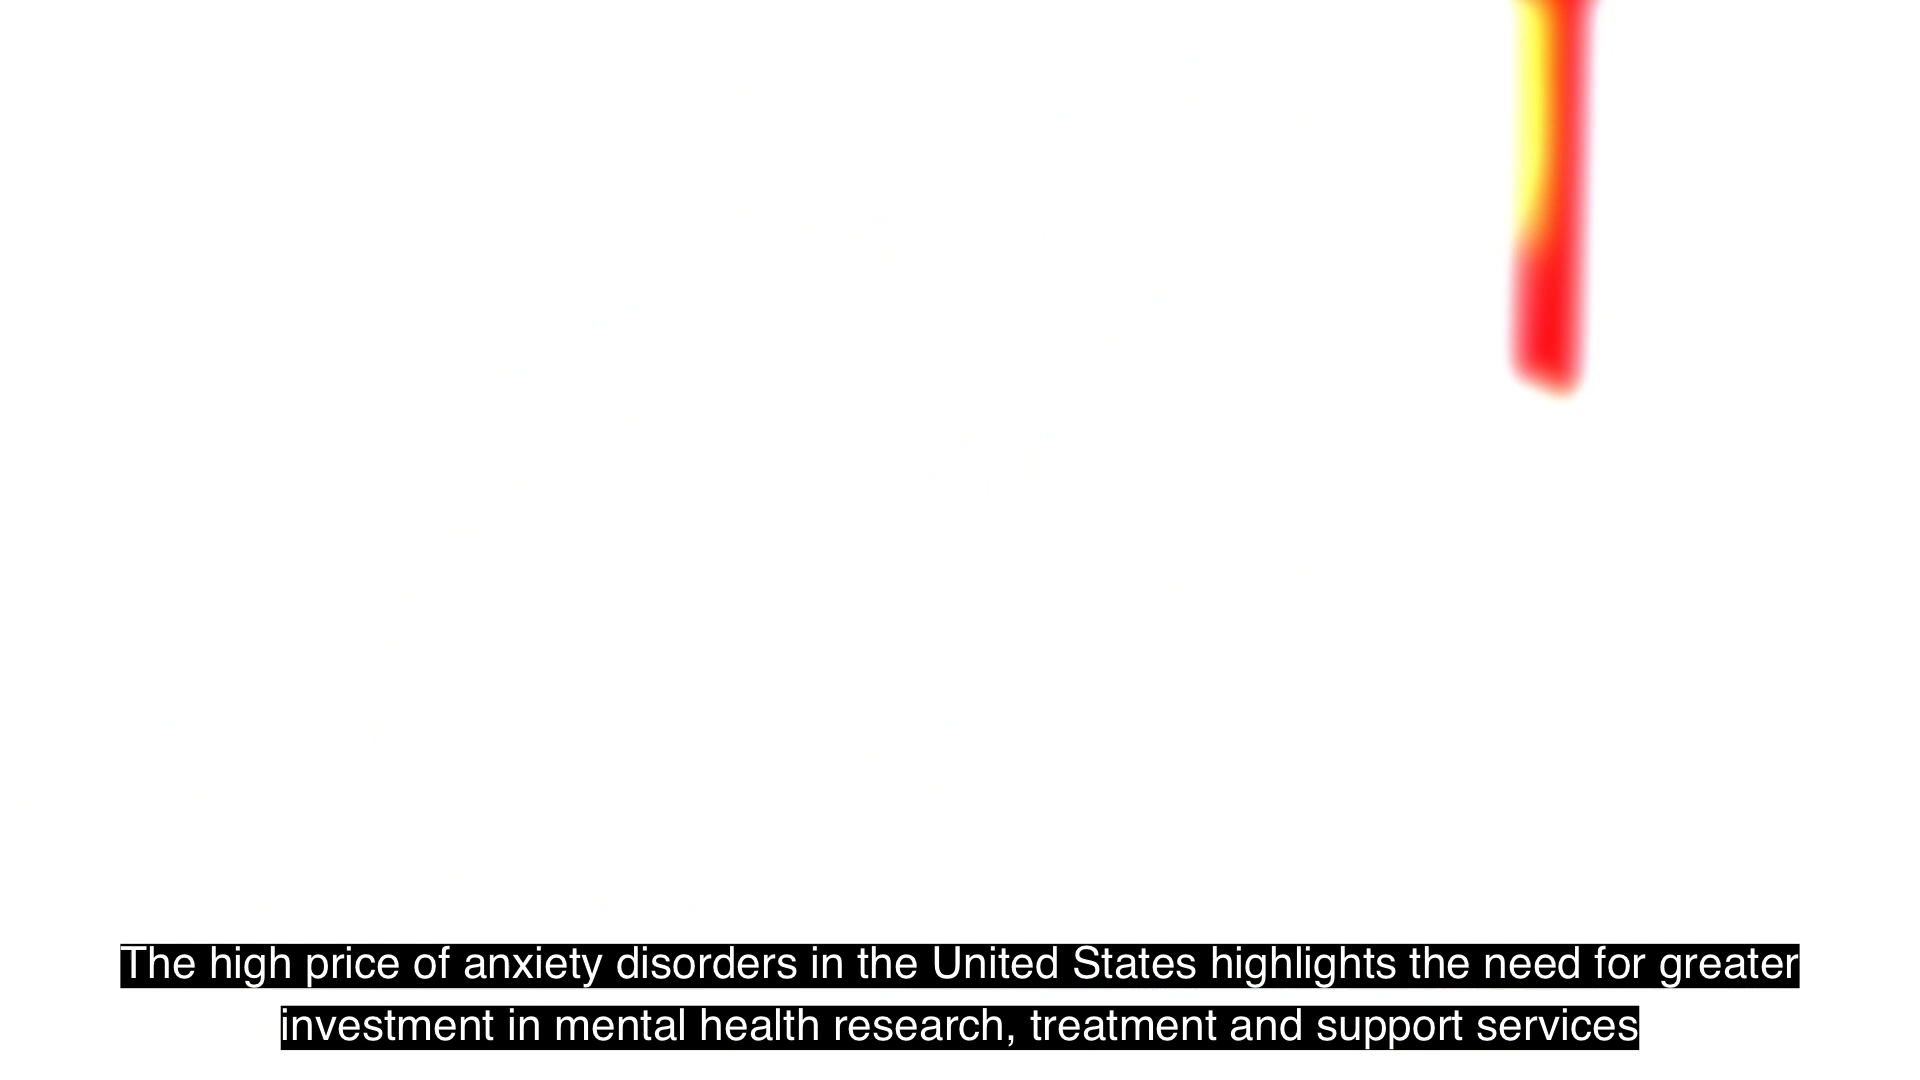 The high price of anxiety disorders in the United States highlights the need for greater
investment in mental health research, treatment and support services